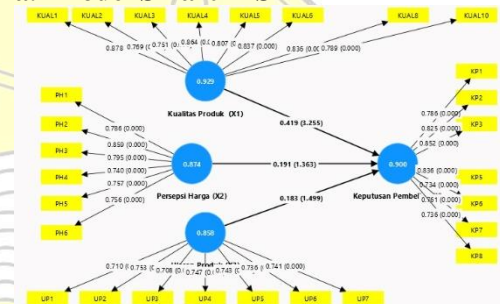 KUAL1 KUAL2 KUAL3 KUAL4 KUAL5 KUAL6 KUAL8 KUAL10
0.878 0.769 0.751 0.864 0.807 0.837 (0.000) 0.836 0.789 (0.000)
0.929
Kualitas Produk (X1)
KP1
KP2
KP3
0.786 (0.000)
0.825 (0.000)
0.852 (0.000)
0.419 (3.255)
PH1
PH2
PH3
PH4
PH5
PH6
0.786 (0.000)
0.859 (0.000)
0.795 (0.000)
0.740 (0.000)
0.757 (0.000)
0.756 (0.000)
0.874
Persepsi Harga (X2)
0.191 (1.363)
0.900
Keputusan Pembel
0.836 (0.000)
0.734 (0.000)
(0.000)
0.736 (0.000)
KP5
KP6
KP7
KP8
0.183 (1.499)
0.858
0.710 0.753 0.708 0.747 0.743 0.736 0.741 (0.000)
UP1 UP2 UP3 UP4 UP5 UP6 UP7